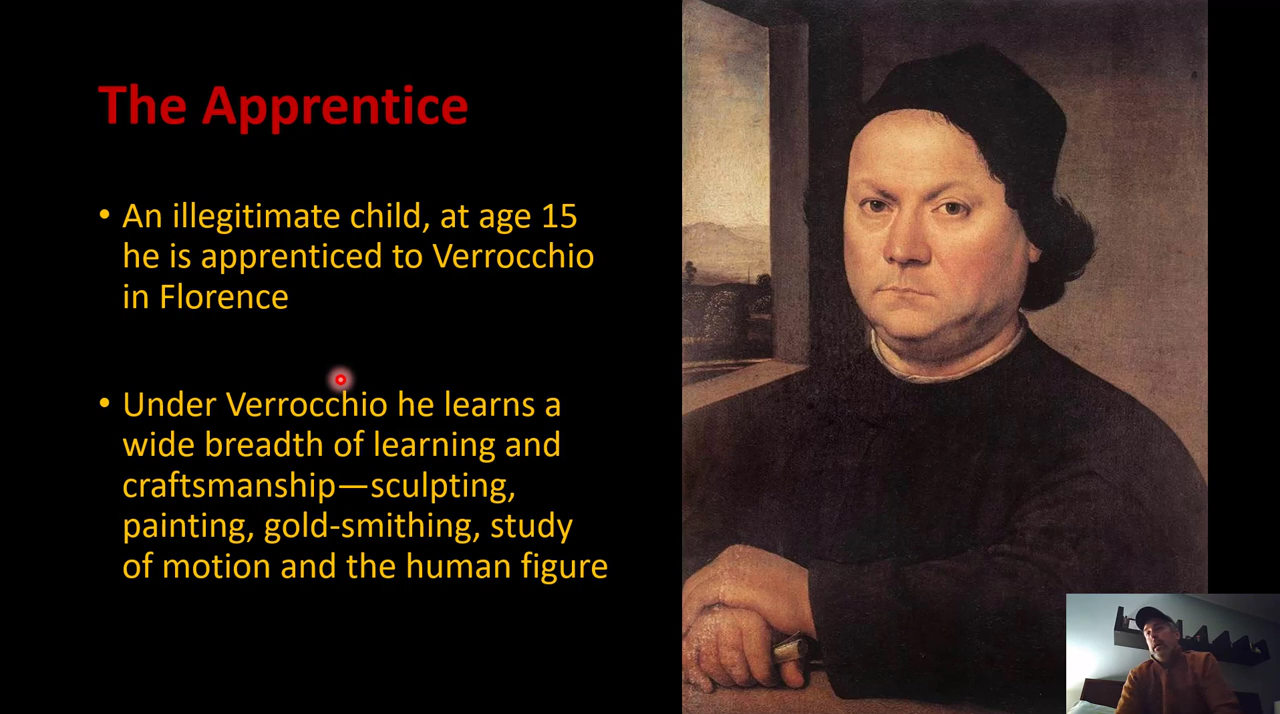 The Apprentice
• An illegitimate child, at age 15
he is apprenticed to Verrocchio
in Florence
• Under Verrocchio he learns a
wide breadth of learning and
craftsmanship—sculpting,
painting, gold-smithing, study
of motion and the human figure